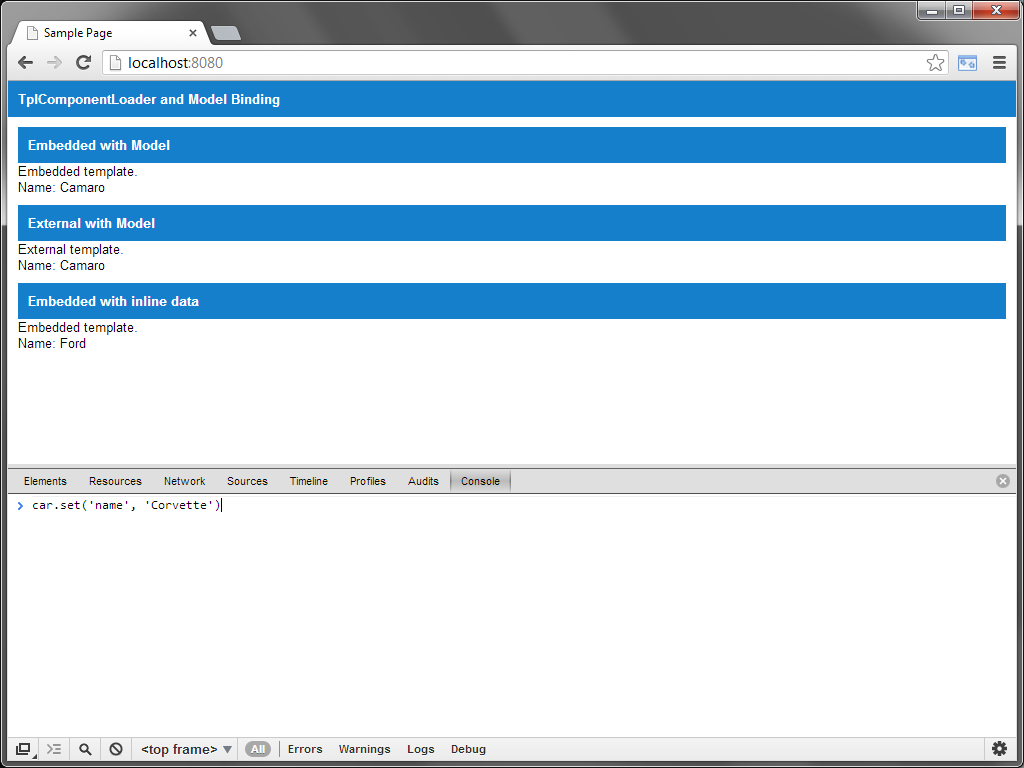 Sample Page
localhost:8080
TplComponentLoader and Model Binding
Embedded with Model
Embedded template.
Name: Camaro
External with Model
External template.
Name: Camaro
Embedded with inline data
Embedded template.
Name: Ford
Elements Resources Network Sources Timeline Profiles Audits Console
car.set('name', 'Corvette')
<top frame> All Errors Warnings Logs Debug